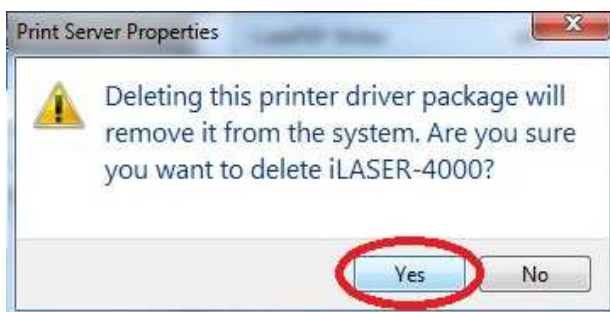 Print Server Properties
Deleting this printer driver package will
remove it from the system. Are you sure
you want to delete iLASER-4000?
Yes
No